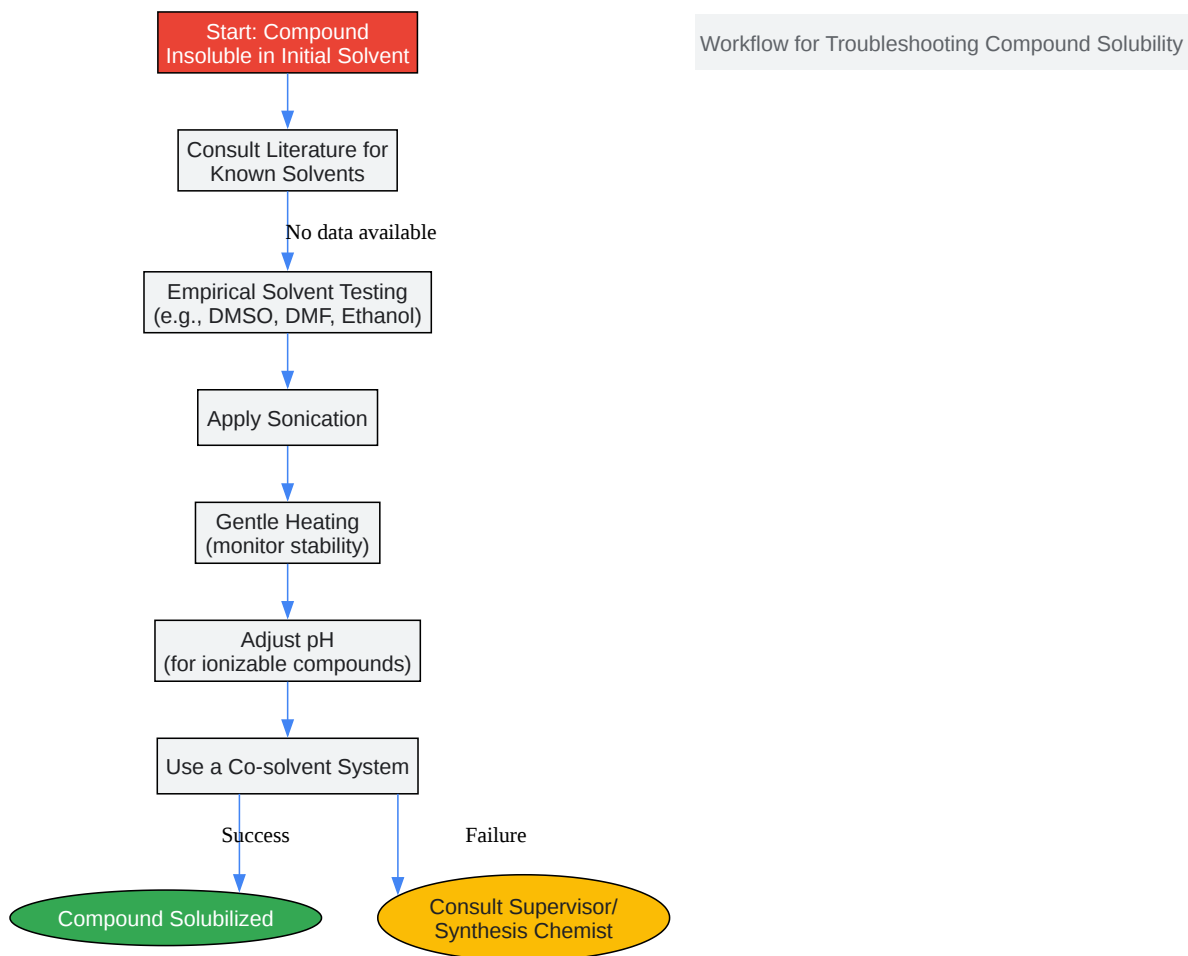 Start: Compound
Insoluble in Initial Solvent
Workflow for Troubleshooting Compound Solubility
Consult Literature for
Known Solvents
No data available
Empirical Solvent Testing
(e.g., DMSO, DMF, Ethanol)
Apply Sonication
Gentle Heating
(monitor stability)
Adjust pH
(for ionizable compounds)
Use a Co-solvent System
Success
Failure
Compound Solubilized
Consult Supervisor/
Synthesis Chemist